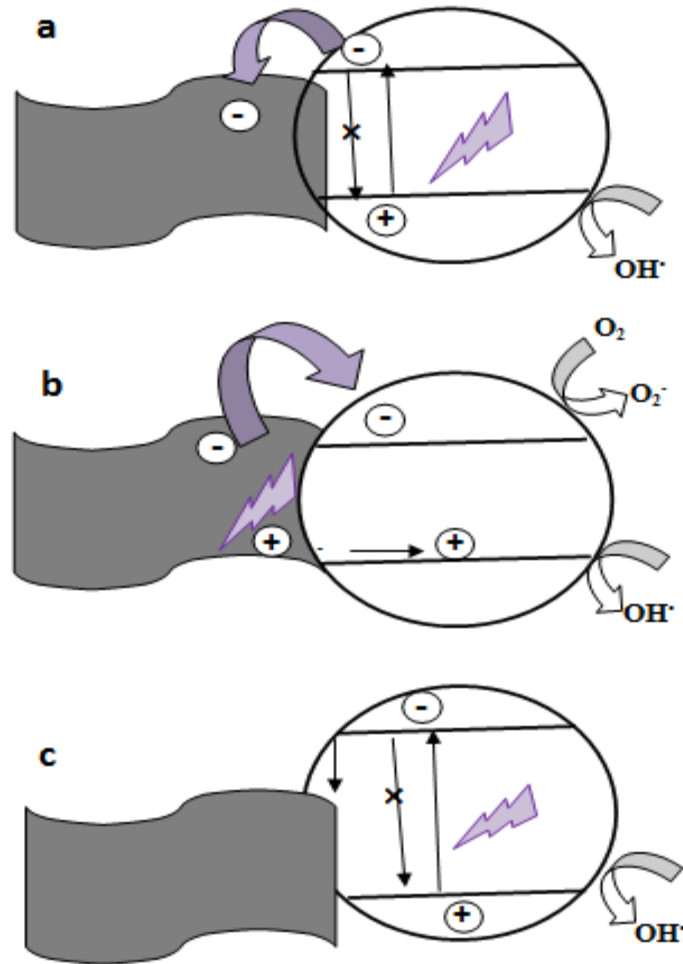 a
-
-
×
+
OH•
b
O₂
O₂⁻
-
-
+
-
+
OH•
c
-
×
+
OH•